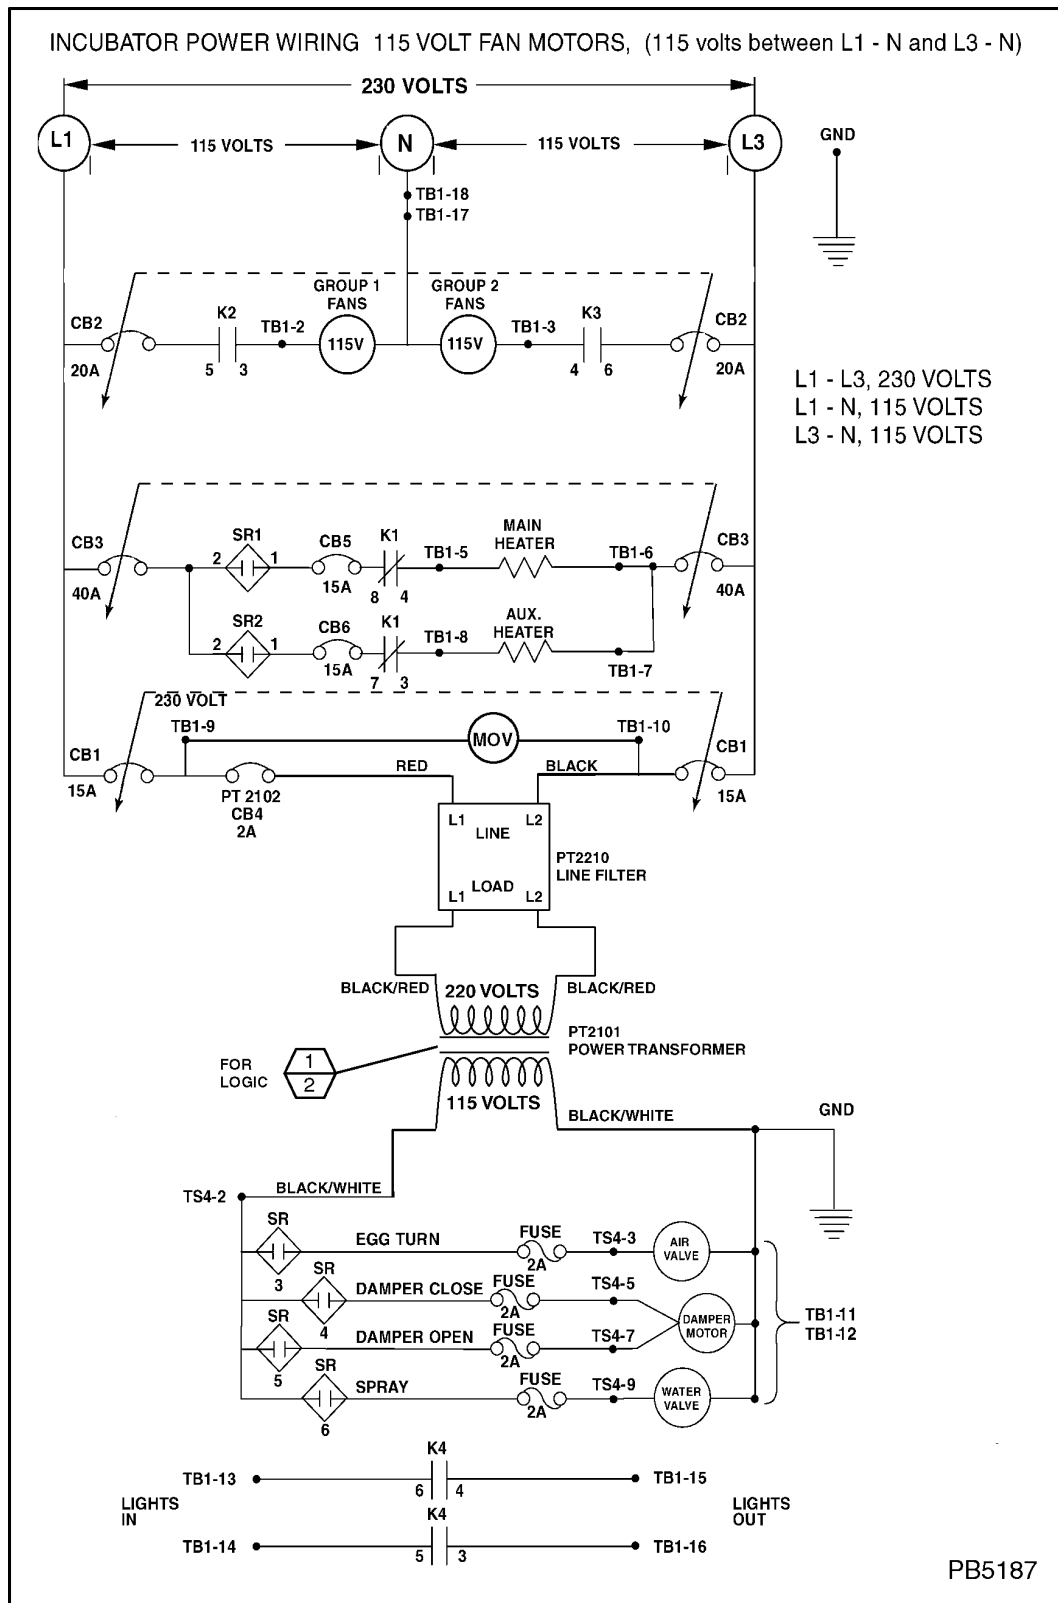 INCUBATOR POWER WIRING 115 VOLT FAN MOTORS, (115 volts between L1 - N and L3 - N)
230 VOLTS
L1
115 VOLTS
N
115 VOLTS
L3
GND
TB1-18
TB1-17
GROUP 1
FANS
GROUP 2
FANS
CB2
K2
TB1-2
115V
115V
TB1-3
K3
CB2
20A
5 3
4 6
20A
L1 - L3, 230 VOLTS
L1 - N, 115 VOLTS
L3 - N, 115 VOLTS
CB3
SR1
CB5
K1
TB1-5
MAIN
HEATER
TB1-6
CB3
2 1
40A
15A
8 4
40A
SR2
CB6
K1
TB1-8
AUX.
HEATER
2 1
15A
7 3
TB1-7
230 VOLT
TB1-9
MOV
TB1-10
CB1
CB1
15A
RED
BLACK
15A
PT 2102
CB4
2A
L1 L2
LINE
LOAD
L1 L2
PT2210
LINE FILTER
BLACK/RED
220 VOLTS
BLACK/RED
PT2101
POWER TRANSFORMER
FOR
LOGIC
1
2
115 VOLTS
BLACK/WHITE
GND
TS4-2
BLACK/WHITE
SR
3
EGG TURN
FUSE
2A
TS4-3
AIR
VALVE
SR
4
DAMPER CLOSE
FUSE
2A
TS4-5
DAMPER
MOTOR
TB1-11
TB1-12
SR
5
DAMPER OPEN
FUSE
2A
TS4-7
SR
6
SPRAY
FUSE
2A
TS4-9
WATER
VALVE
K4
TB1-13
6 4
TB1-15
LIGHTS
IN
LIGHTS
OUT
K4
TB1-14
5 3
TB1-16
PB5187